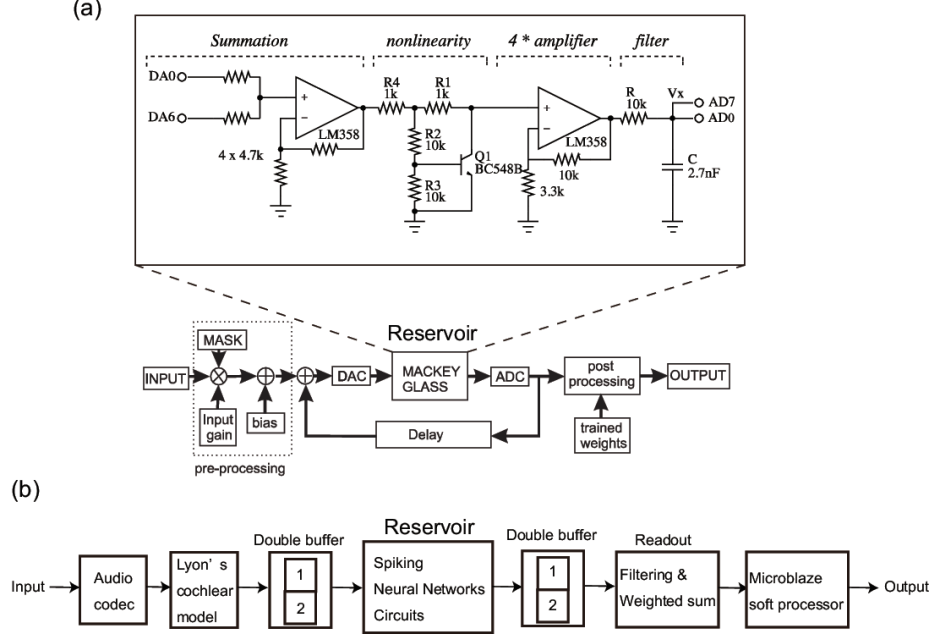 (a)
Summation nonlinearity 4 * amplifier filter
DA0
DA6
4 x 4.7k
LM358
R4
1k
R1
1k
R2
10k
R3
10k
Q1
BC548B
LM358
10k
3.3k
R
10k
Vx
AD7
AD0
C
2.7nF
Reservoir
MASK
INPUT
Input
gain
bias
pre-processing
DAC
MACKEY
GLASS
ADC
Delay
post
processing
trained
weights
OUTPUT
(b)
Input
Audio
codec
Lyon's
cochlear
model
Double buffer
1
2
Reservoir
Spiking
Neural Networks
Circuits
Double buffer
1
2
Readout
Filtering &
Weighted sum
Microblaze
soft processor
Output